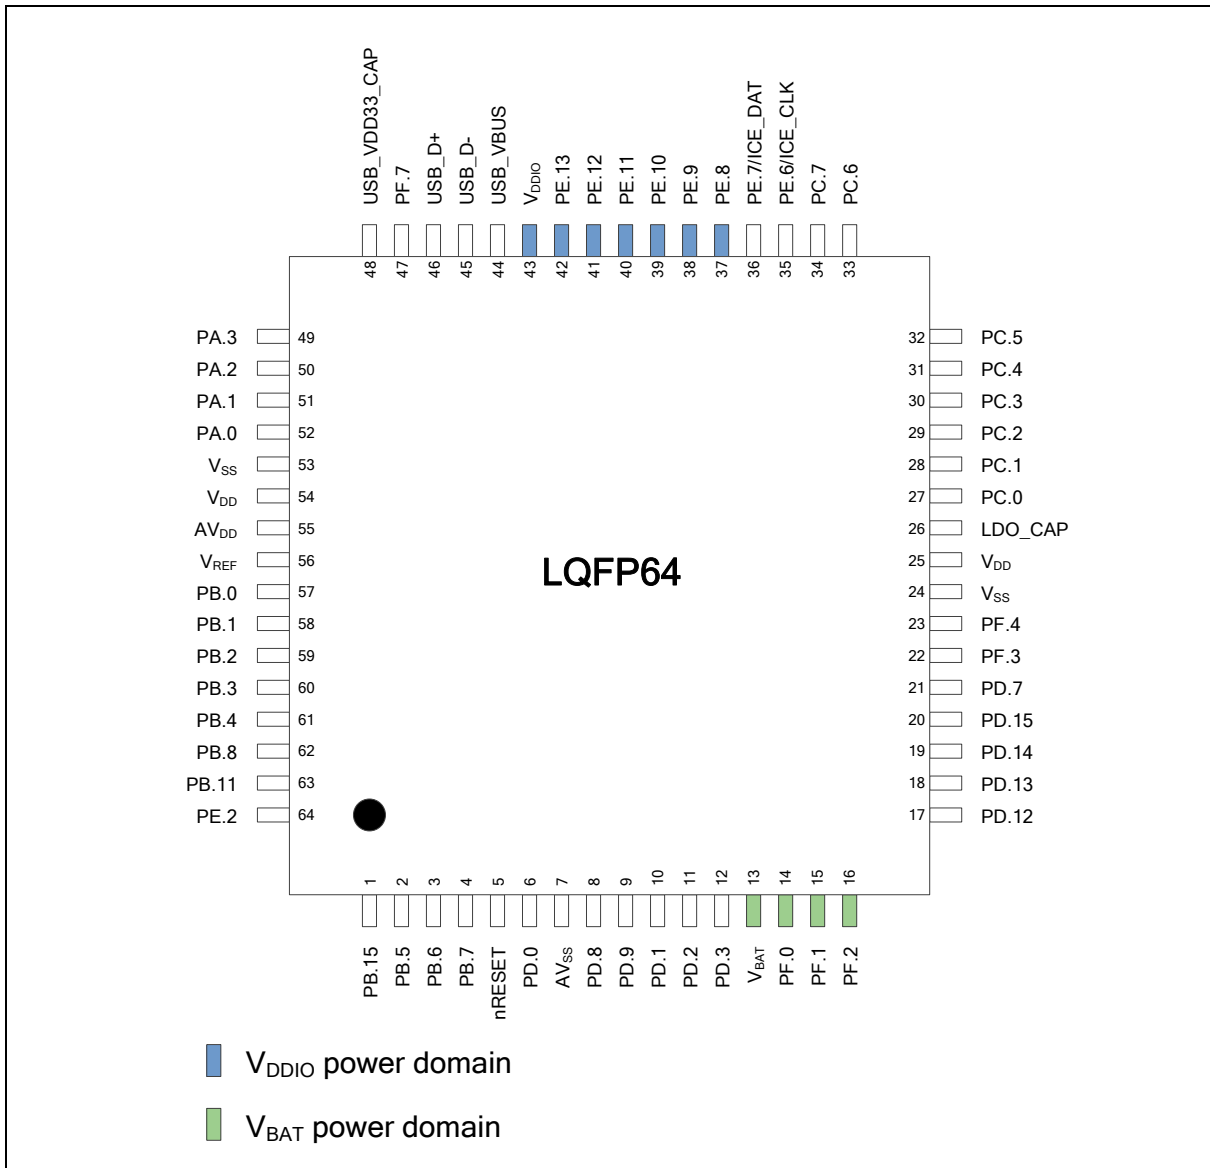 USB_VDD33_CAP
PF.7
USB_D+
USB_D-
USB_VBUS
VDDIO
PE.13
PE.12
PE.11
PE.10
PE.9
PE.8
PE.7/ICE_DAT
PE.6/ICE_CLK
PC.7
PC.6
48 47 46 45 44 43 42 41 40 39 38 37 36 35 34 33
PA.3 49 32 PC.5
PA.2 50 31 PC.4
PA.1 51 30 PC.3
PA.0 52 29 PC.2
VSS 53 28 PC.1
VDD 54 27 PC.0
AVDD 55 26 LDO_CAP
VREF 56 25 VDD
LQFP64
PB.0 57 24 VSS
PB.1 58 23 PF.4
PB.2 59 22 PF.3
PB.3 60 21 PD.7
PB.4 61 20 PD.15
PB.8 62 19 PD.14
PB.11 63 18 PD.13
PE.2 64 17 PD.12
1 2 3 4 5 6 7 8 9 10 11 12 13 14 15 16
PB.15
PB.5
PB.6
PB.7
nRESET
PD.0
AVSS
PD.8
PD.9
PD.1
PD.2
PD.3
VBAT
PF.0
PF.1
PF.2
VDDIO power domain
VBAT power domain